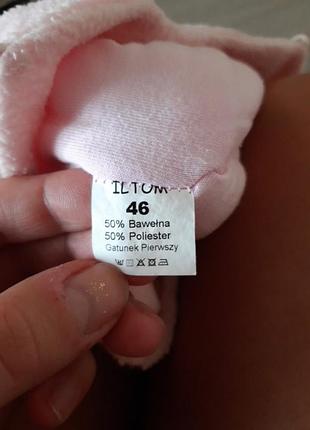 ILTOM
46
50% Bawełna
50% Poliester
Gatunek Pierwszy